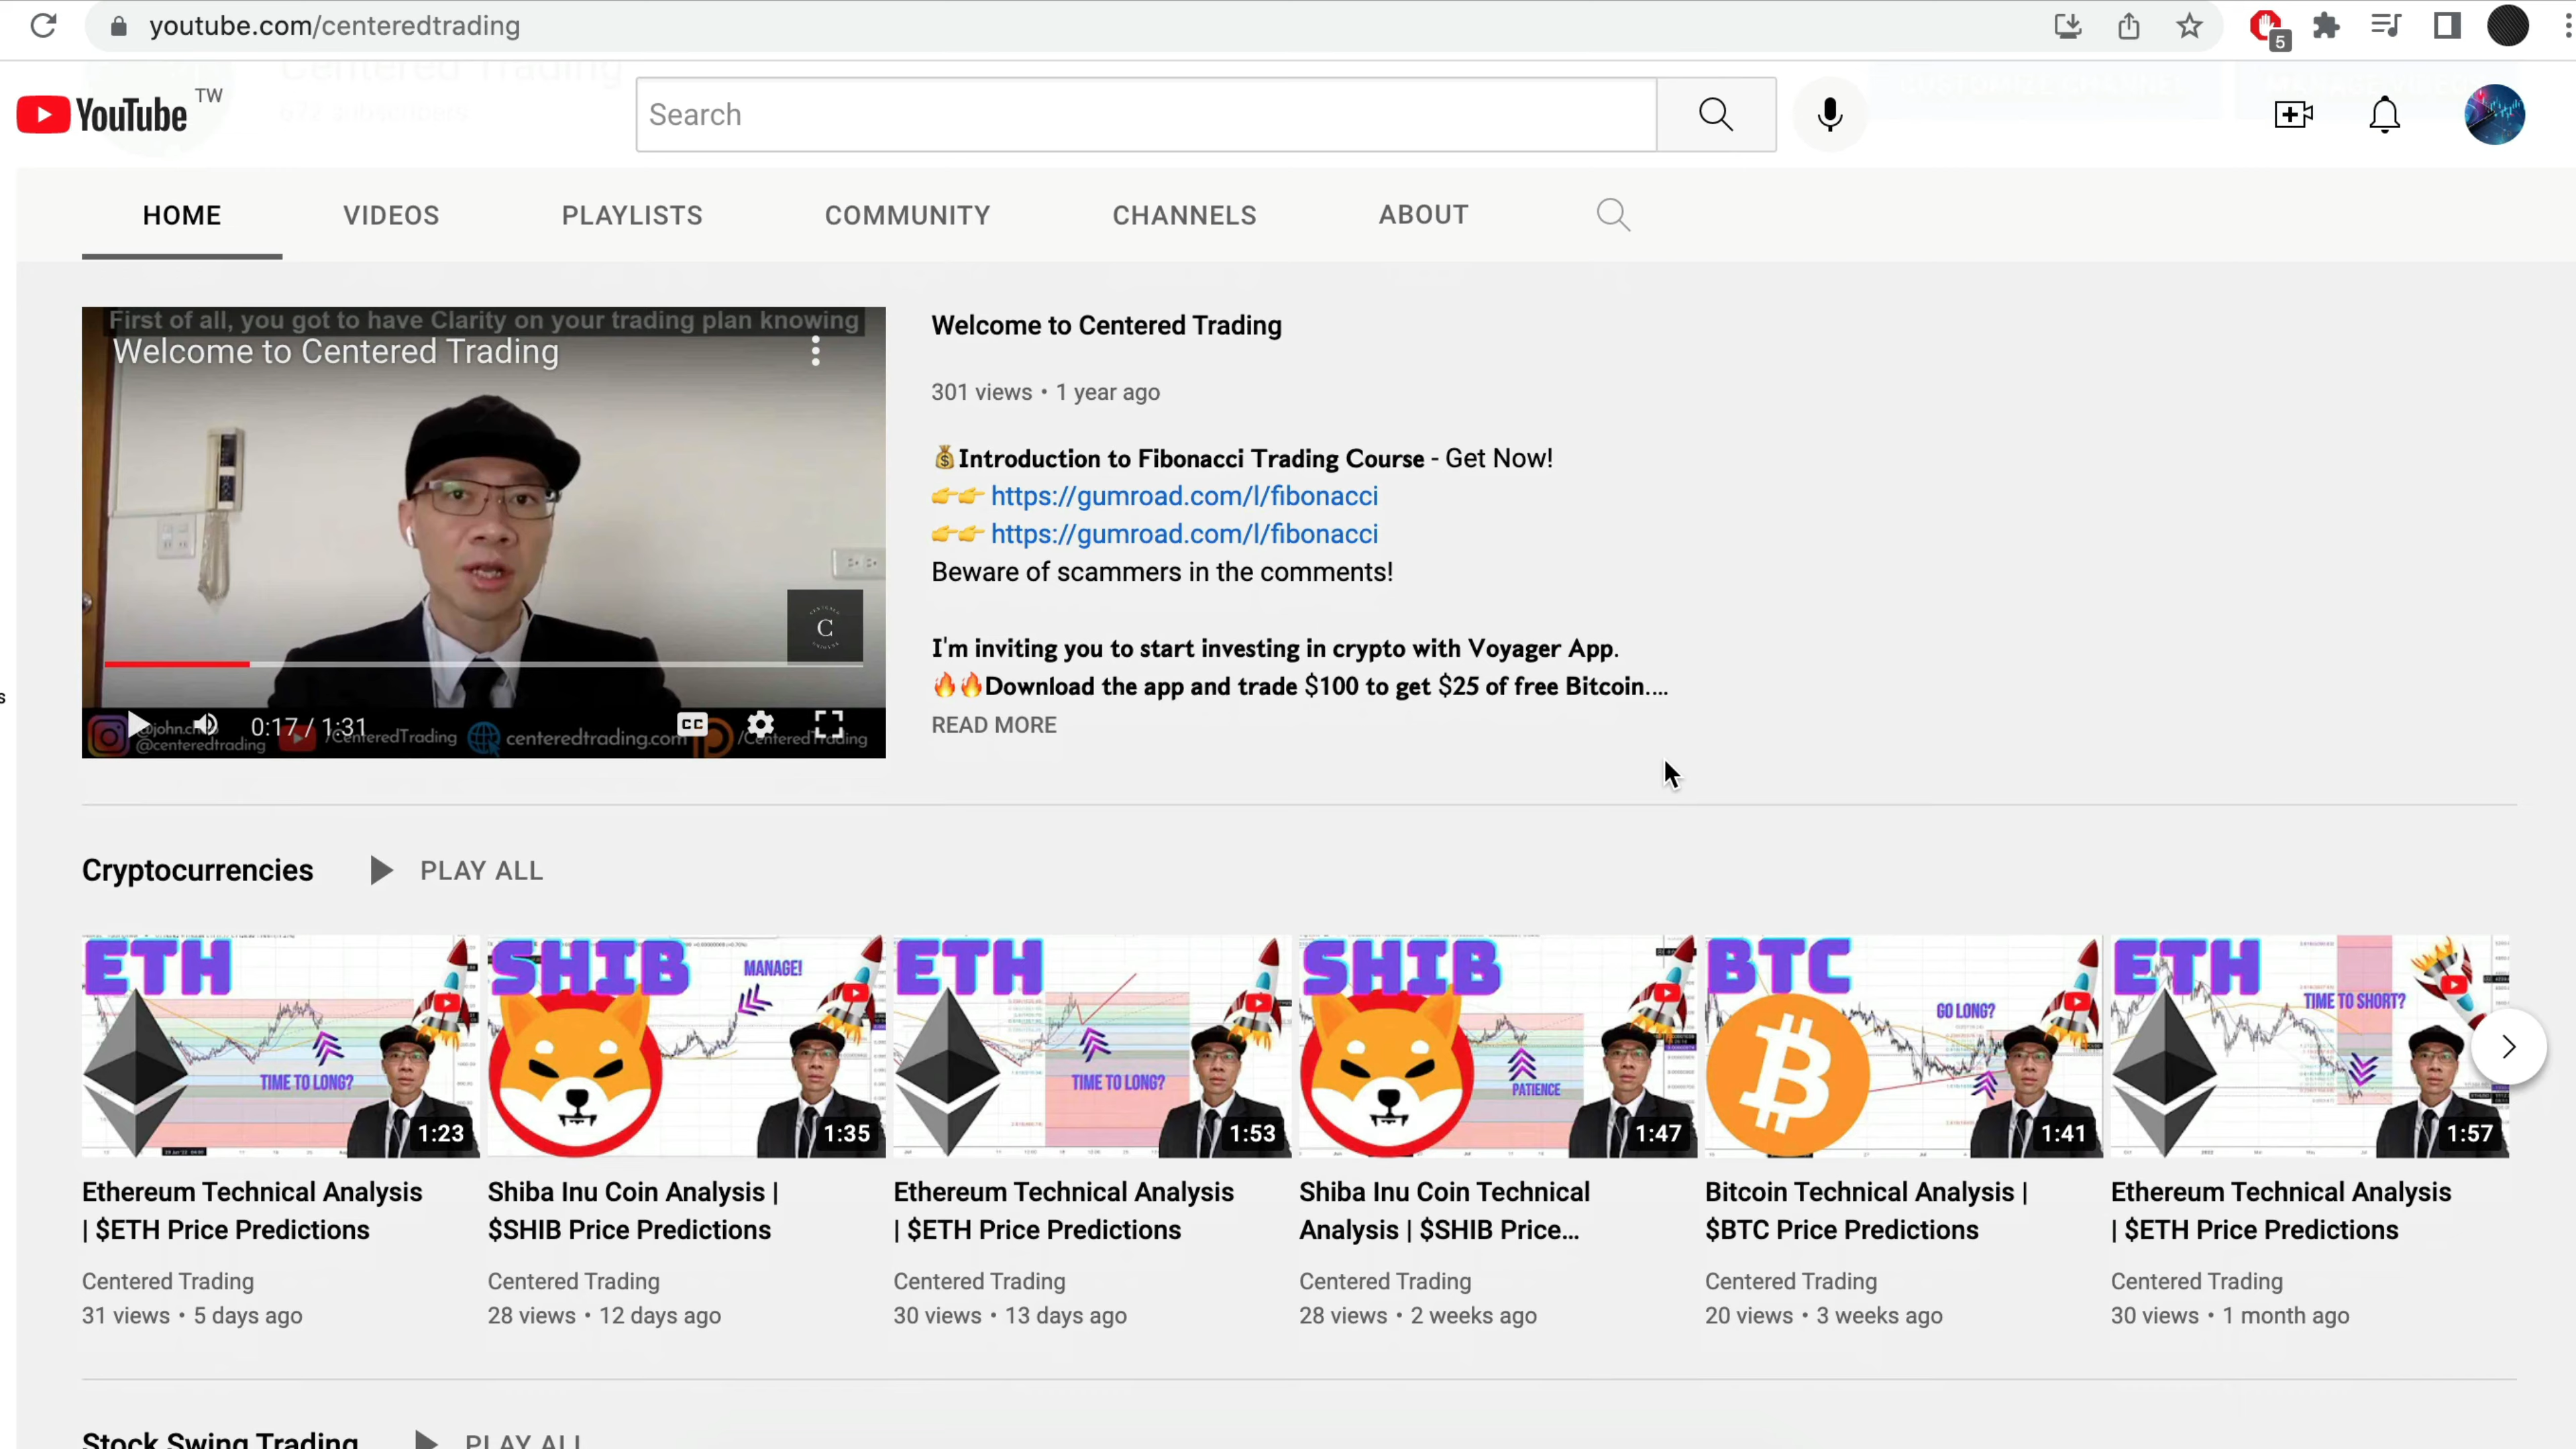 youtube.com/centeredtrading
5
YouTube TW
Search
HOME
VIDEOS
PLAYLISTS
COMMUNITY
CHANNELS
ABOUT
First of all, you got to have Clarity on your trading plan knowing
Welcome to Centered Trading
C
0:17 / 1:31
CC
@centeredtrading
/CenteredTrading
centeredtrading.com
/CenteredTrading
Welcome to Centered Trading
301 views • 1 year ago
💰Introduction to Fibonacci Trading Course - Get Now!
👉👉 https://gumroad.com/l/fibonacci
👉👉 https://gumroad.com/l/fibonacci
Beware of scammers in the comments!
I'm inviting you to start investing in crypto with Voyager App.
🔥🔥Download the app and trade $100 to get $25 of free Bitcoin....
READ MORE
Cryptocurrencies
PLAY ALL
ETH
TIME TO LONG?
1:23
SHIB
MANAGE!
1:35
ETH
TIME TO LONG?
1:53
SHIB
PATIENCE
1:47
BTC
GO LONG?
1:41
ETH
TIME TO SHORT?
1:57
Ethereum Technical Analysis
| $ETH Price Predictions
Centered Trading
31 views • 5 days ago
Shiba Inu Coin Analysis |
$SHIB Price Predictions
Centered Trading
28 views • 12 days ago
Ethereum Technical Analysis
| $ETH Price Predictions
Centered Trading
30 views • 13 days ago
Shiba Inu Coin Technical
Analysis | $SHIB Price...
Centered Trading
28 views • 2 weeks ago
Bitcoin Technical Analysis |
$BTC Price Predictions
Centered Trading
20 views • 3 weeks ago
Ethereum Technical Analysis
| $ETH Price Predictions
Centered Trading
30 views • 1 month ago
Stock Swing Trading
PLAY ALL